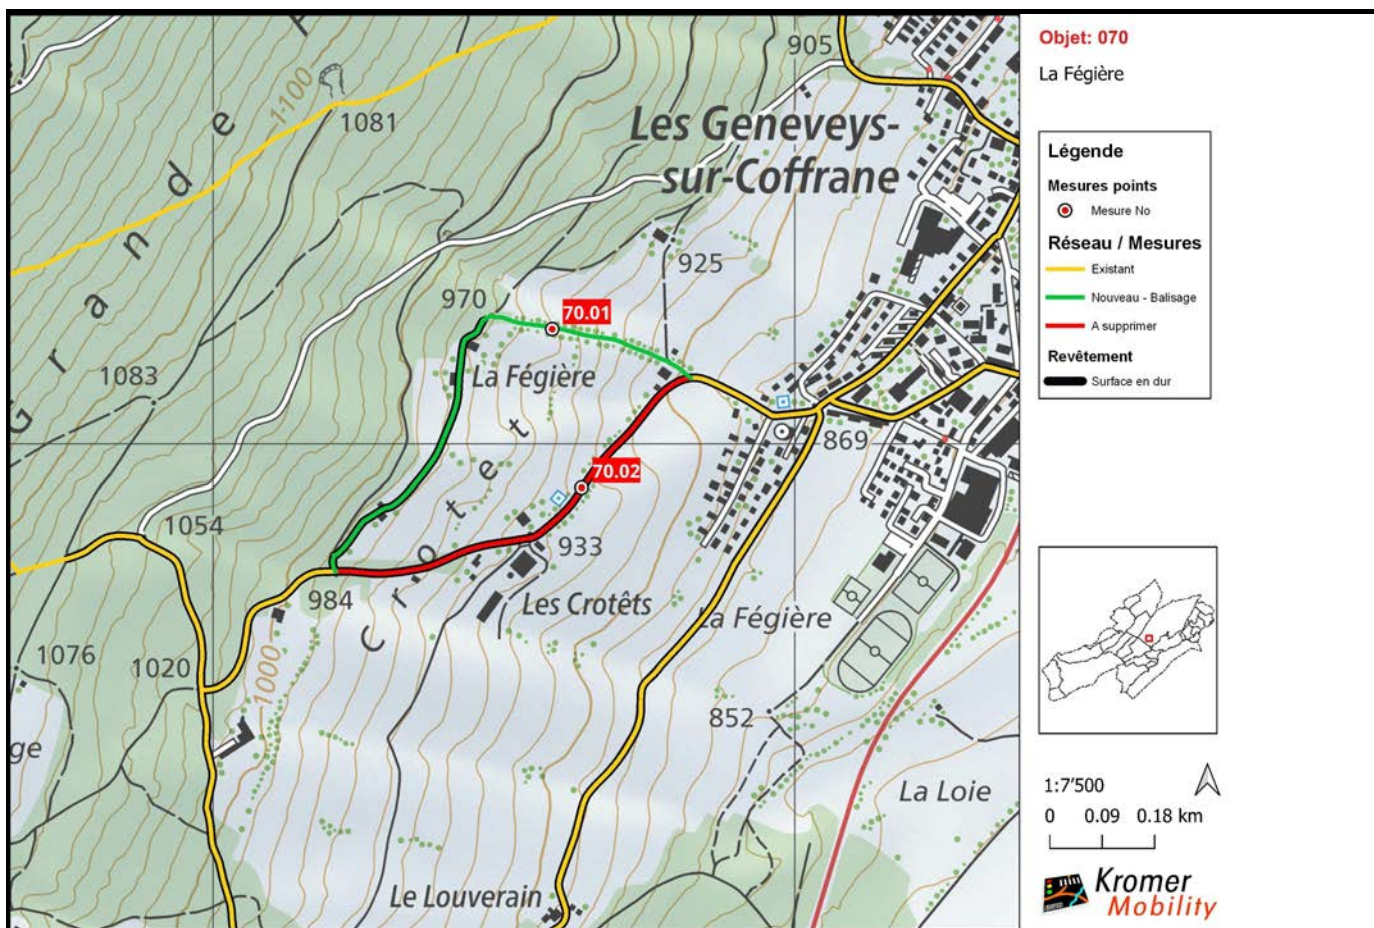 905
Objet: 070
La Fégière
1:100
1081
Grande
Les Geneveys-
sur-Coffrane
Légende
Mesures points
Mesure No
Réseau / Mesures
Existant
Nouveau - Balisage
A supprimer
Revêtement
Surface en dur
925
970
70.01
La Fégière
1083
869
70.02
Crotet
1054
933
984
Les Crotêts
La Fégière
1076
1020
1000
852
ge
La Loie
1:7'500
0 0.09 0.18 km
Le Louverain
Kromer
Mobility